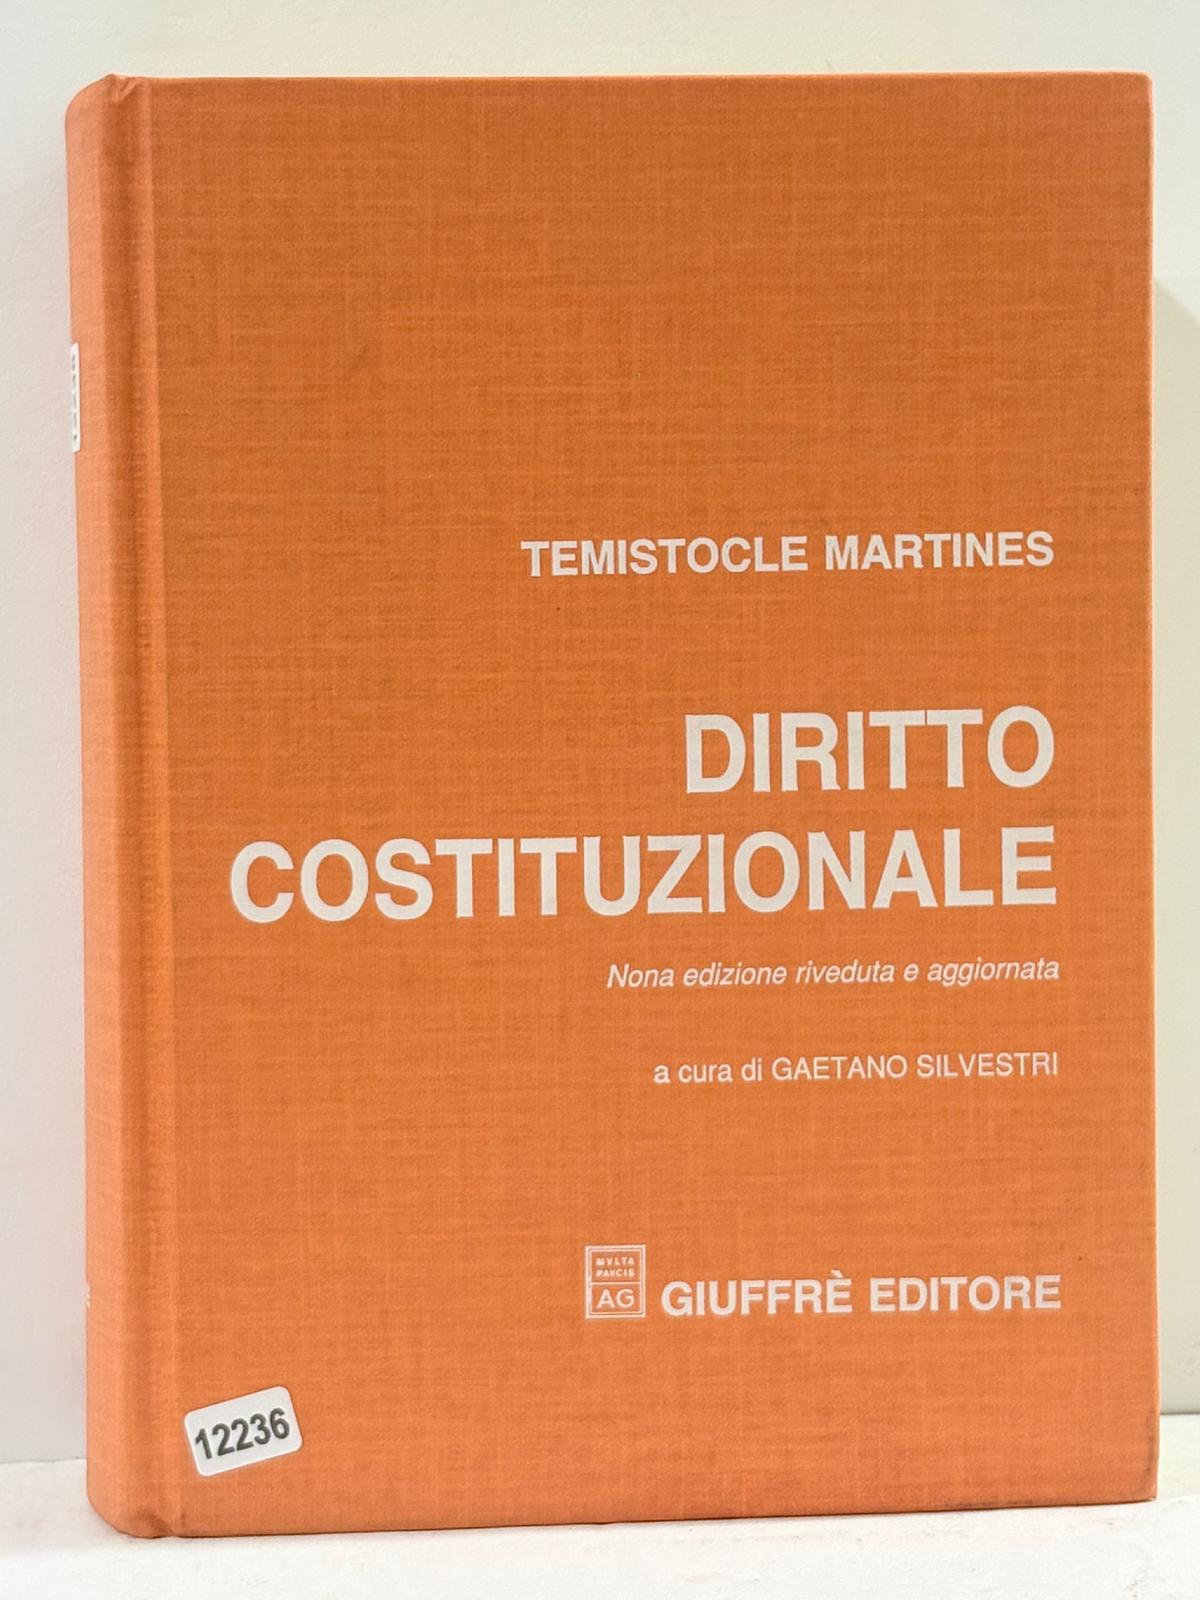 TEMISTOCLE MARTINES
DIRITTO
COSTITUZIONALE
Nona edizione riveduta e aggiornata
a cura di GAETANO SILVESTRI
MVLTA
PAVCIS
AG
GIUFFRÈ EDITORE
12236